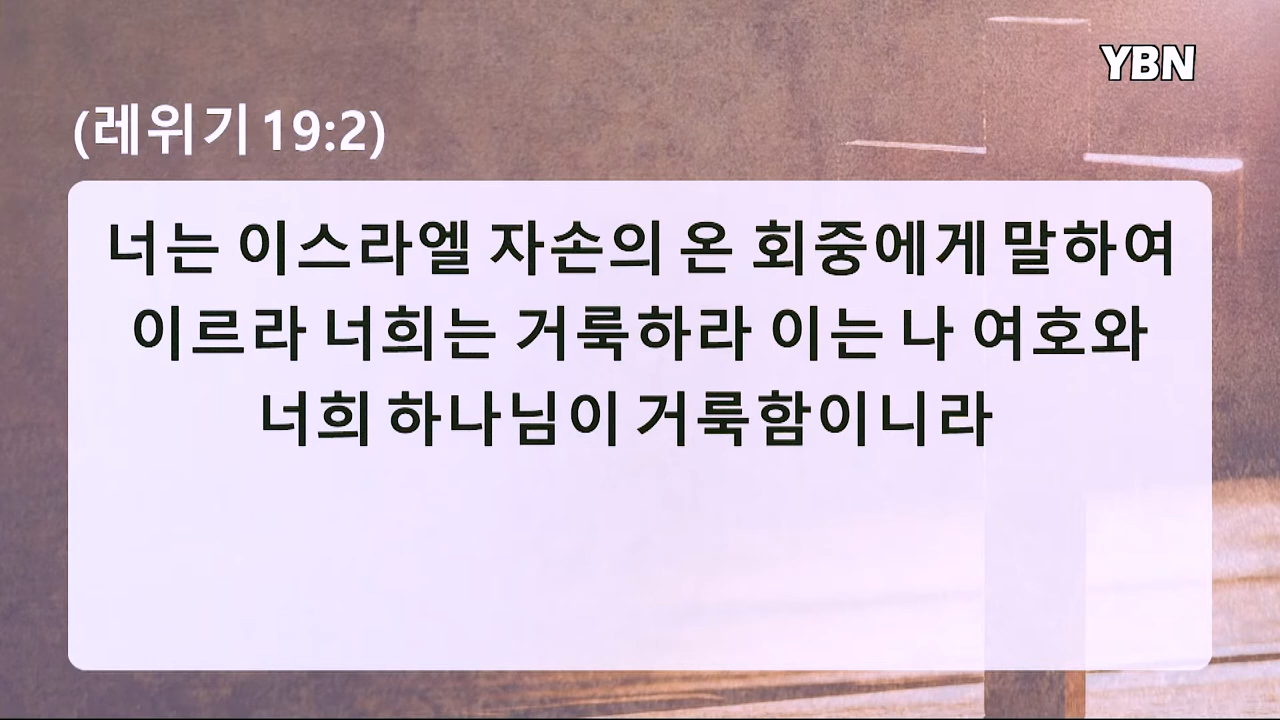 YBN
(레위기 19:2)
너는 이스라엘 자손의 온 회중에게 말하여
이르라 너희는 거룩하라 이는 나 여호와
너희 하나님이 거룩함이니라